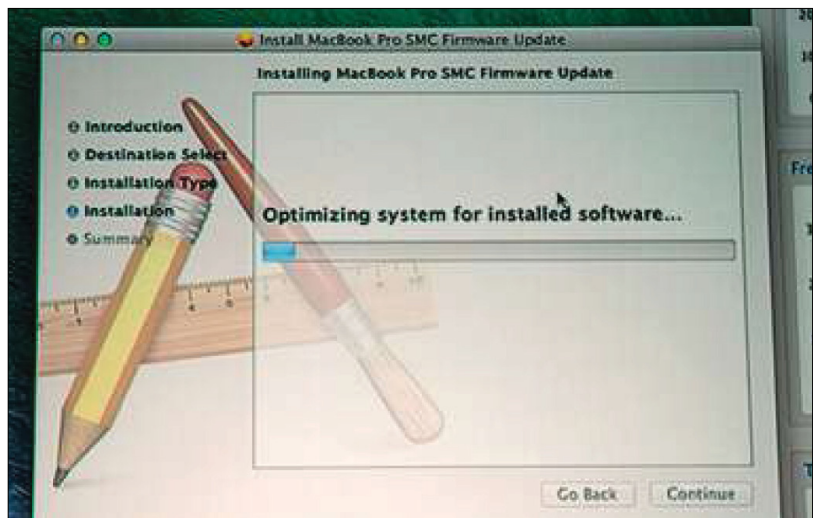 Install MacBook Pro SMC Firmware Update
Installing MacBook Pro SMC Firmware Update
Introduction
Destination Select
Installation Type
Installation
Summary
Optimizing system for installed software...
Go Back
Continue
Fre